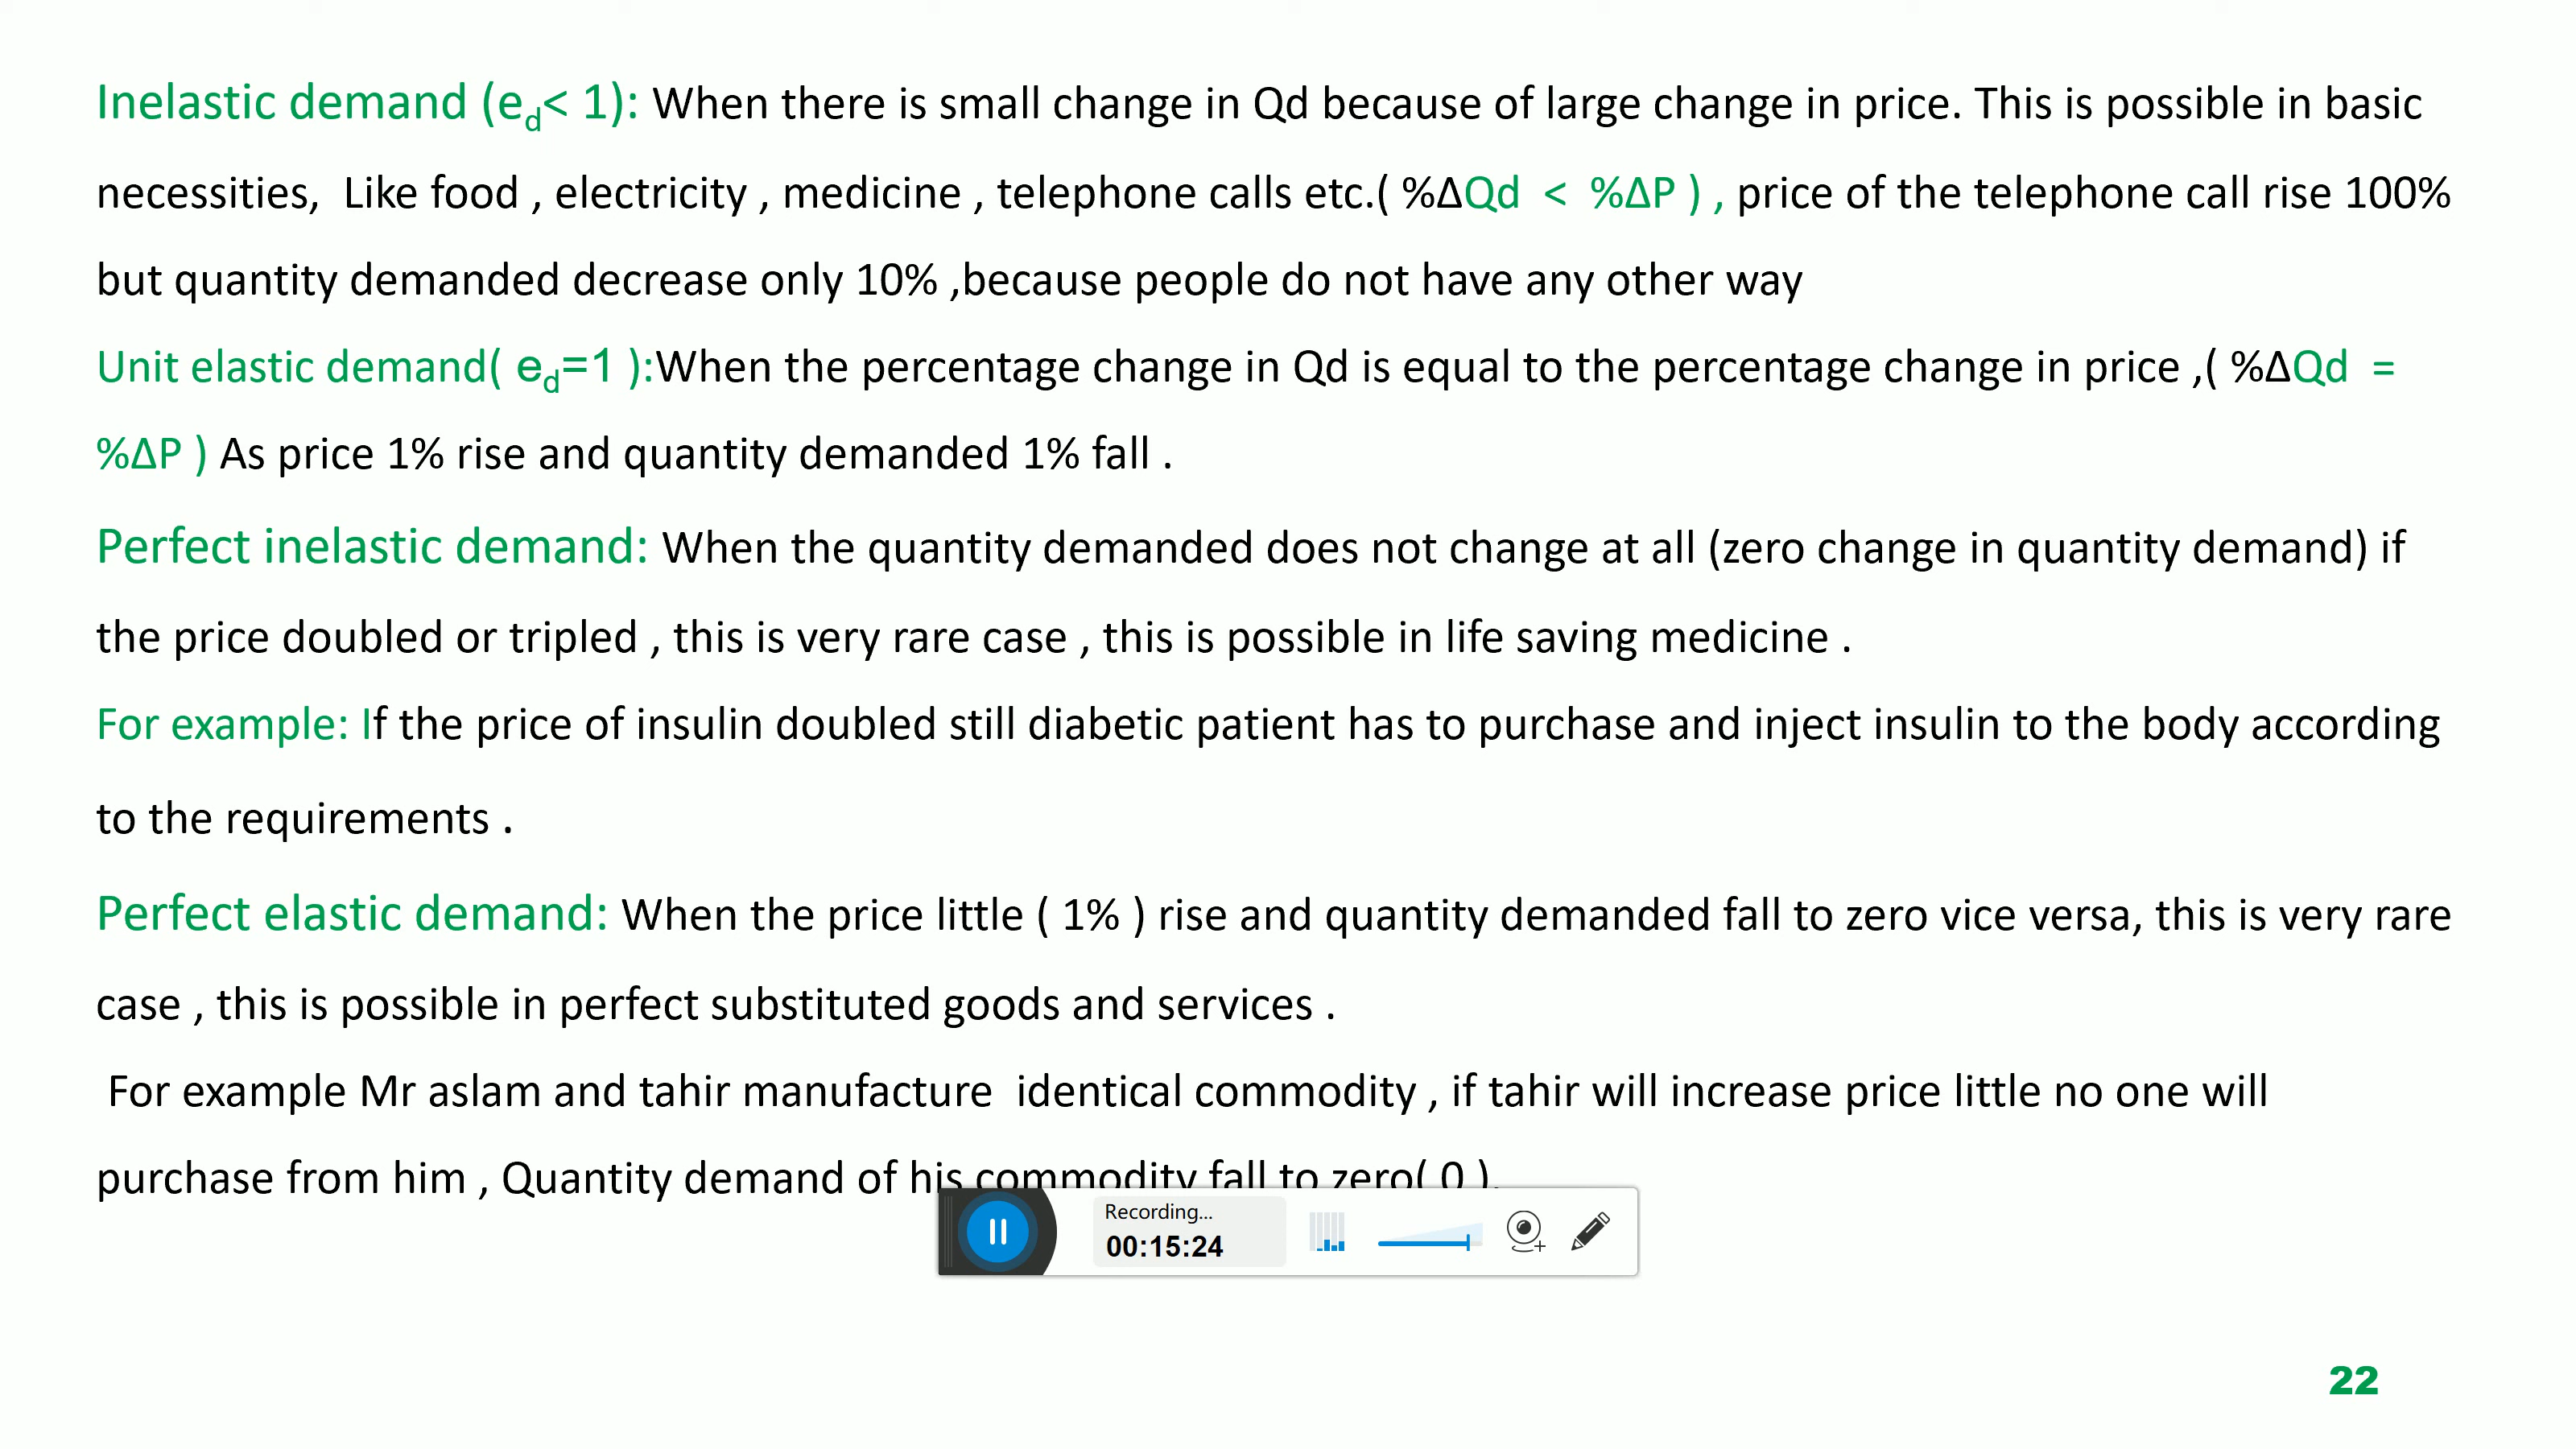 Inelastic demand (ed< 1): When there is small change in Qd because of large change in price. This is possible in basic
necessities,  Like food , electricity , medicine , telephone calls etc.( %ΔQd  <  %ΔP ) , price of the telephone call rise 100%
but quantity demanded decrease only 10% ,because people do not have any other way
Unit elastic demand( ed=1 ):When the percentage change in Qd is equal to the percentage change in price ,( %ΔQd  =
%ΔP ) As price 1% rise and quantity demanded 1% fall .
Perfect inelastic demand: When the quantity demanded does not change at all (zero change in quantity demand) if
the price doubled or tripled , this is very rare case , this is possible in life saving medicine .
For example: If the price of insulin doubled still diabetic patient has to purchase and inject insulin to the body according
to the requirements .
Perfect elastic demand: When the price little ( 1% ) rise and quantity demanded fall to zero vice versa, this is very rare
case , this is possible in perfect substituted goods and services .
For example Mr aslam and tahir manufacture  identical commodity , if tahir will increase price little no one will
purchase from him , Quantity demand of his commodity fall to zero( 0 ).
Recording...
00:15:24
22